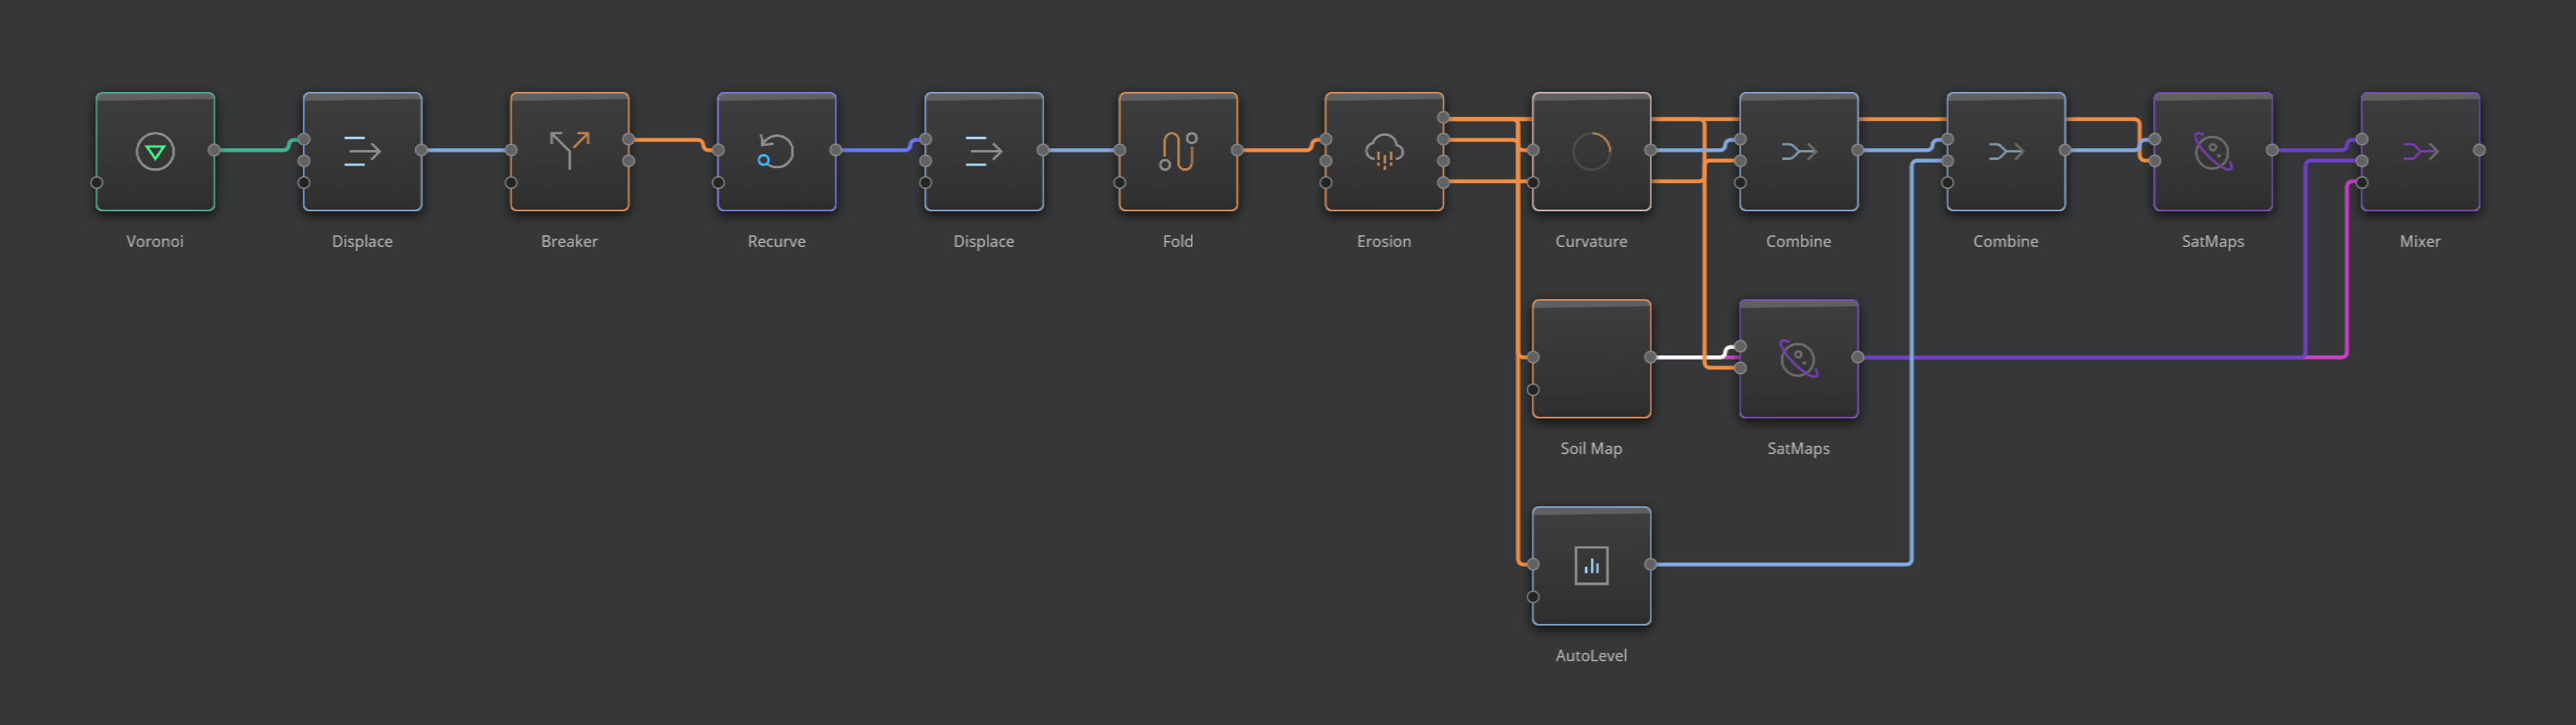 Voronoi
Displace
Breaker
Recurve
Displace
Fold
Erosion
Curvature
Combine
Combine
SatMaps
Mixer
Soil Map
SatMaps
AutoLevel